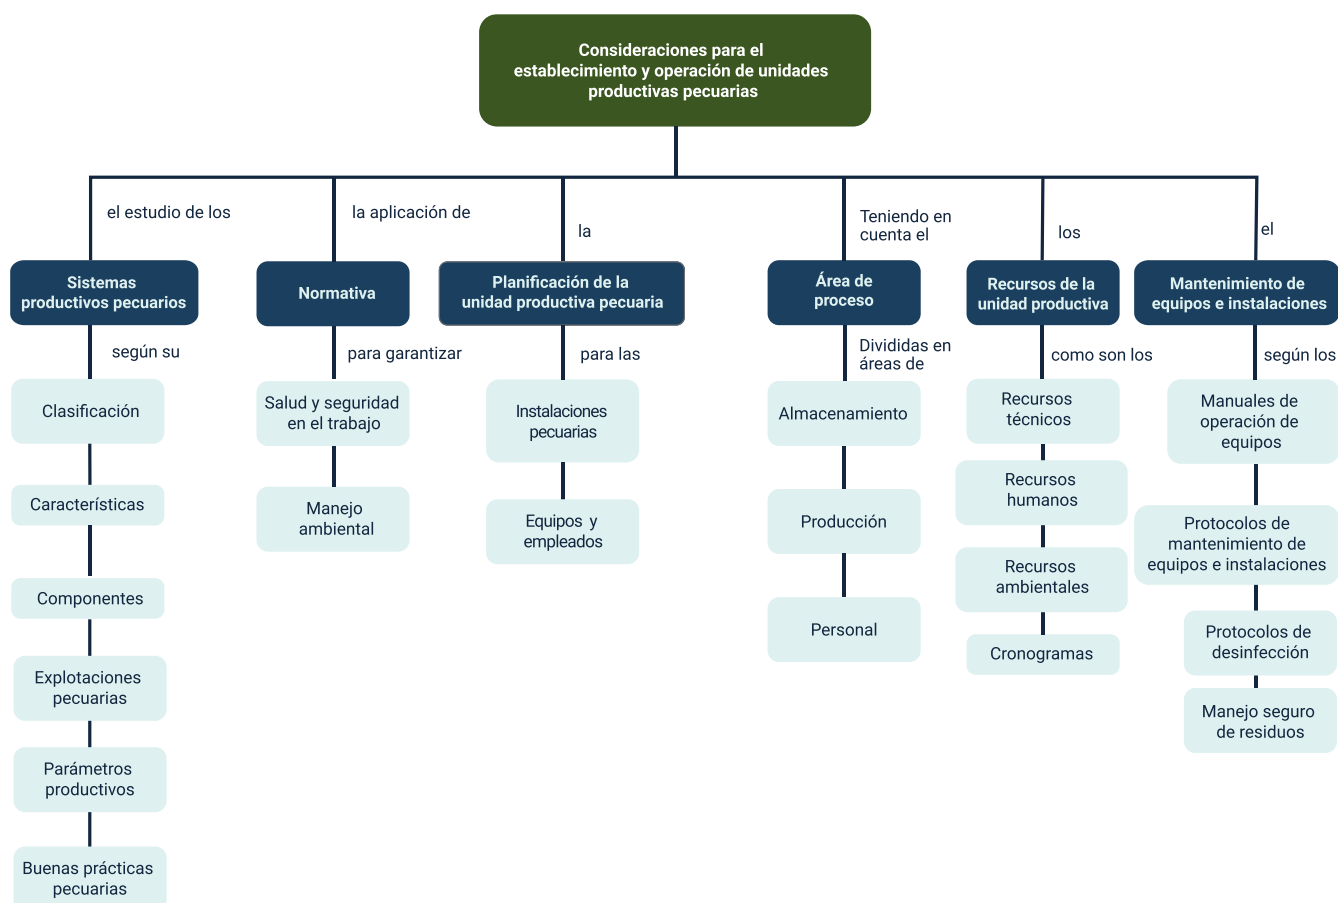 Consideraciones para el
establecimiento y operación de unidades
productivas pecuarias
el estudio de los
la aplicación de
la
Teniendo en
cuenta el
los
el
Sistemas
productivos pecuarios
Normativa
Planificación de la
unidad productiva pecuaria
Área de
proceso
Recursos de la
unidad productiva
Mantenimiento de
equipos e instalaciones
según su
para garantizar
para las
Divididas en
áreas de
como son los
según los
Clasificación
Características
Componentes
Explotaciones
pecuarias
Parámetros
productivos
Buenas prácticas
pecuarias
Salud y seguridad
en el trabajo
Manejo
ambiental
Instalaciones
pecuarias
Equipos y
empleados
Almacenamiento
Producción
Personal
Recursos
técnicos
Recursos
humanos
Recursos
ambientales
Cronogramas
Manuales de
operación de
equipos
Protocolos de
mantenimiento de
equipos e instalaciones
Protocolos de
desinfección
Manejo seguro
de residuos